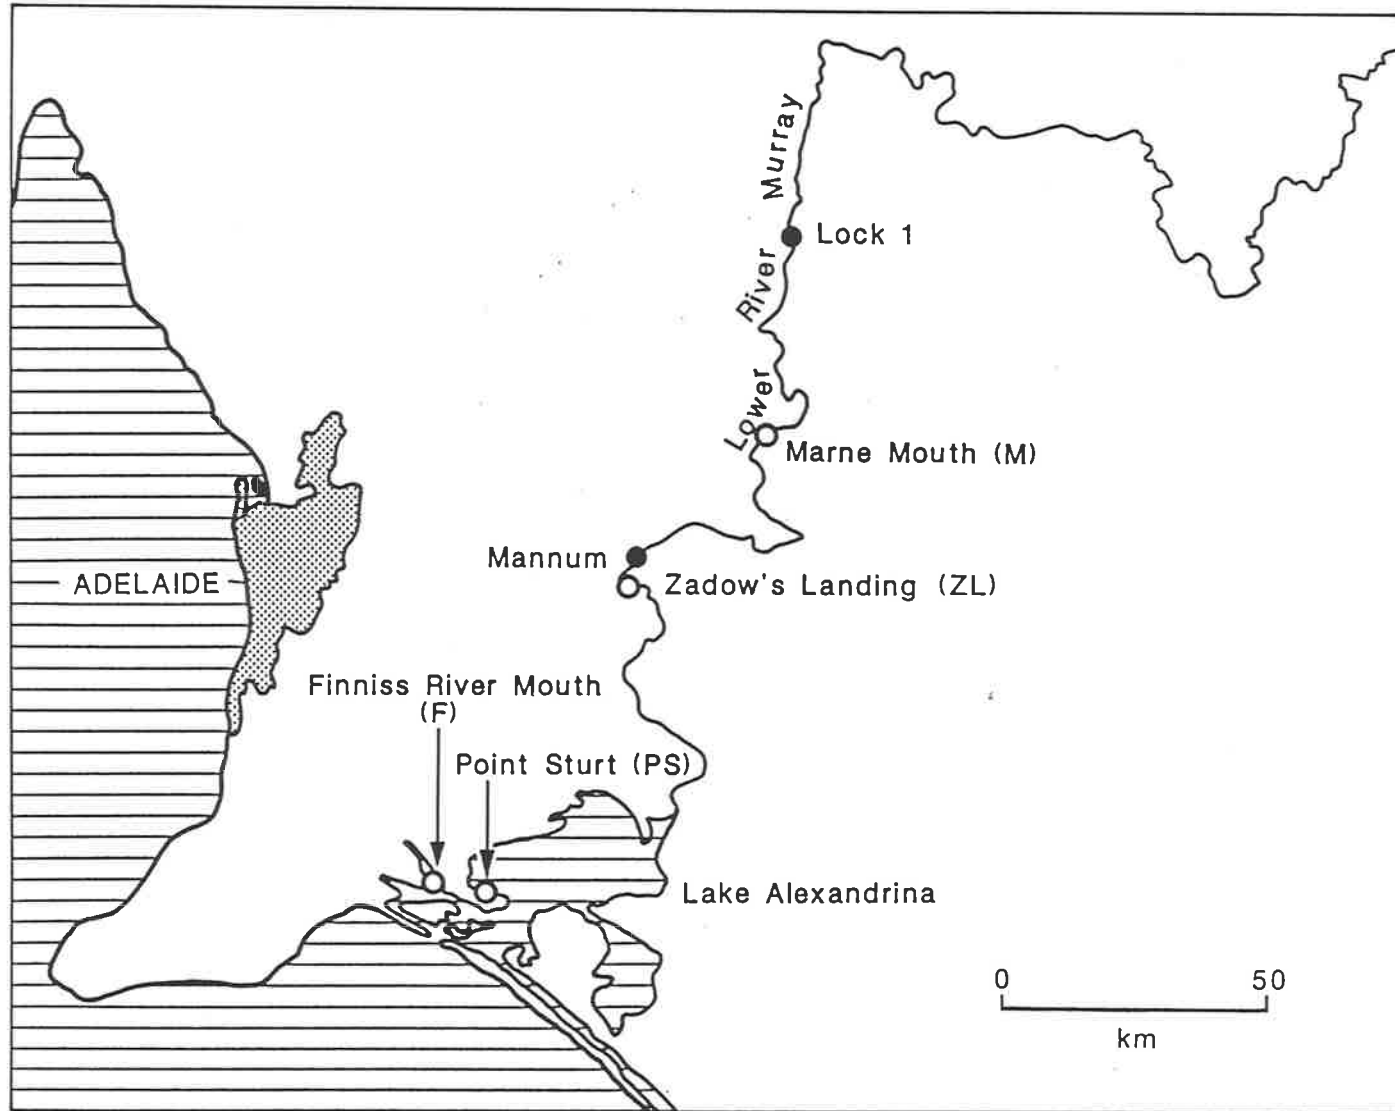 Lower River Murray
Lock 1
Marne Mouth (M)
Mannum
Zadow's Landing (ZL)
ADELAIDE
Finniss River Mouth
(F)
Point Sturt (PS)
Lake Alexandrina
0 50
km